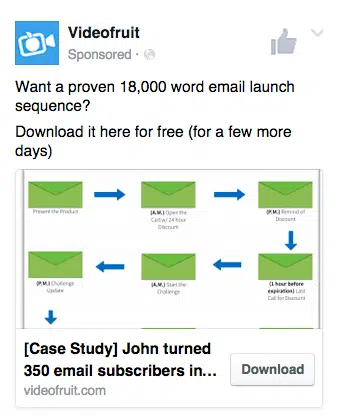 Videofruit
Sponsored ·
Want a proven 18,000 word email launch
sequence?
Download it here for free (for a few more
days)
Present the Product
(A.M.) Open the
Cart w/ 24 hour
Discount
(P.M.) Remind of
Discount
(P.M.) Challenge
Update
(A.M.) Start the
Challenge
(1 hour before
expiration) Last
Call for Discount
[Case Study] John turned
350 email subscribers in...
Download
videofruit.com